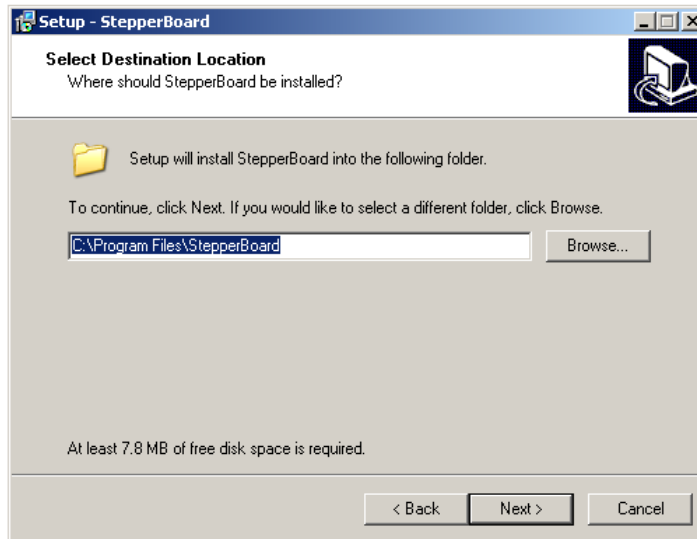 Setup - StepperBoard
Select Destination Location
Where should StepperBoard be installed?
Setup will install StepperBoard into the following folder.
To continue, click Next. If you would like to select a different folder, click Browse.
C:\Program Files\StepperBoard
Browse...
At least 7.8 MB of free disk space is required.
< Back
Next >
Cancel